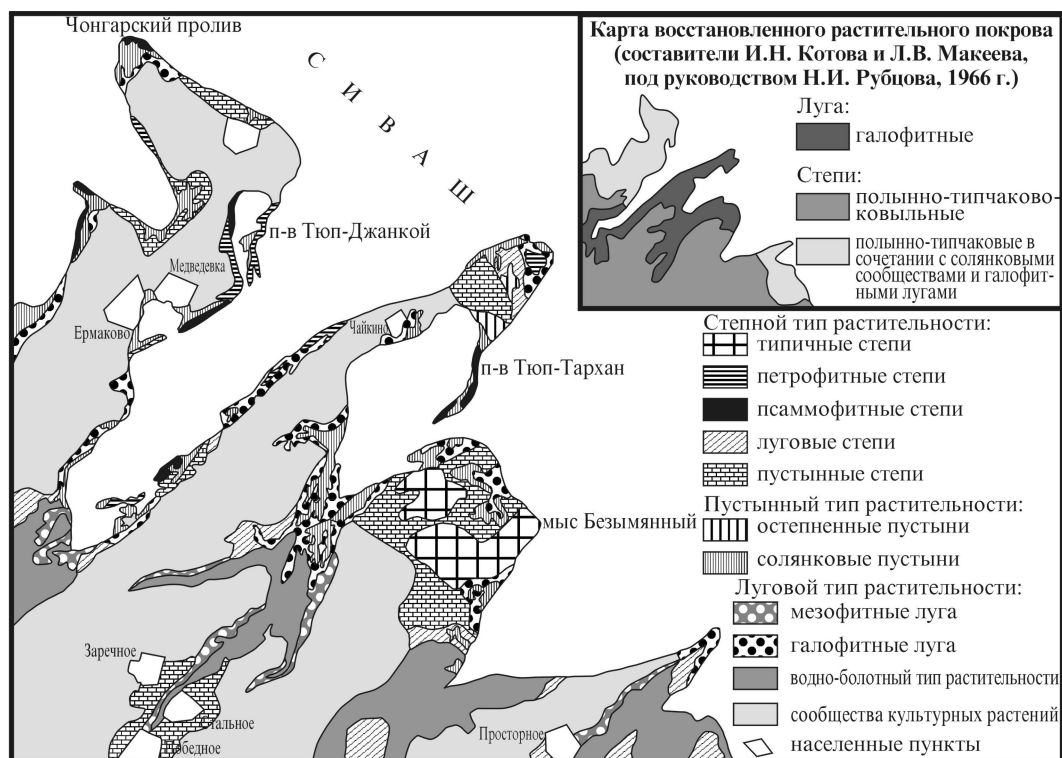 Чонгарский пролив
СИВАШ
п-в Тюп-Джанкой
Медведевка
Ермаково
Чайкино
п-в Тюп-Тархан
мыс Безымянный
Заречное
Стальное
Победное
Просторное
Карта восстановленного растительного покрова
(составители И.Н. Котова и Л.В. Макеева,
под руководством Н.И. Рубцова, 1966 г.)
Луга:
галофитные
Степи:
полынно-типчаково-
ковыльные
полынно-типчаковые в
сочетании с солянковыми
сообществами и галофит-
ными лугами
Степной тип растительности:
типичные степи
петрофитные степи
псаммофитные степи
луговые степи
пустынные степи
Пустынный тип растительности:
остепненные пустыни
солянковые пустыни
Луговой тип растительности:
мезофитные луга
галофитные луга
водно-болотный тип растительности
сообщества культурных растений
населенные пункты